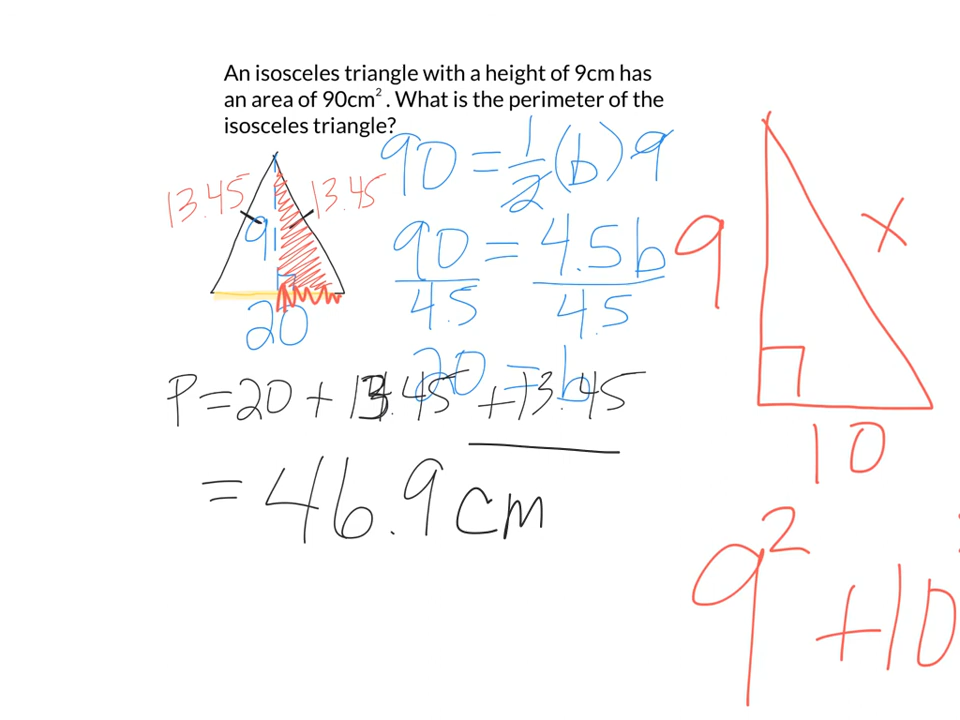 An isosceles triangle with a height of 9cm has
an area of 90cm². What is the perimeter of the
isosceles triangle?
90 = 1/2 (b) 9
13.45 13.45
9
90 = 4.5b
4.5 4.5
20
20 = b
P = 20 + 13.45 + 13.45
= 46.9 cm
9 x
10
9² + 10